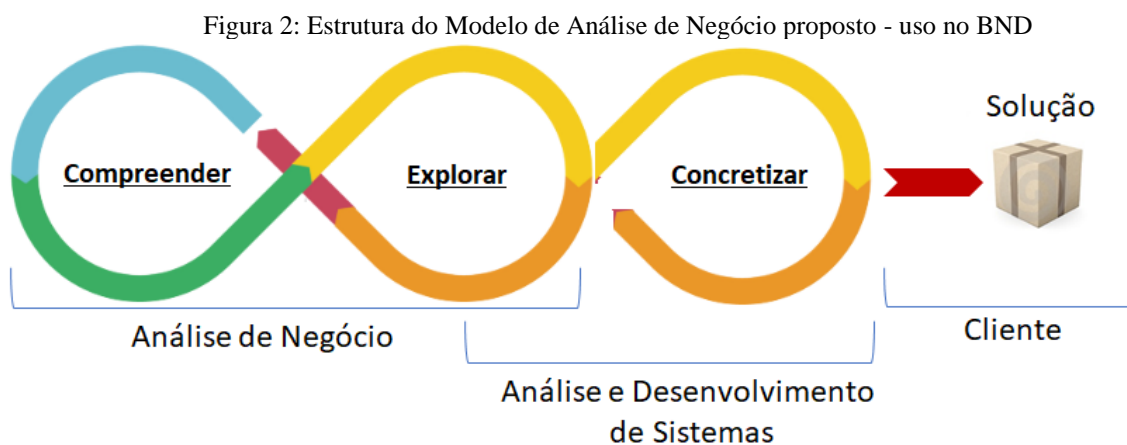 Figura 2: Estrutura do Modelo de Análise de Negócio proposto - uso no BND
Solução
Compreender
Explorar
Concretizar
Análise de Negócio
Cliente
Análise e Desenvolvimento
de Sistemas